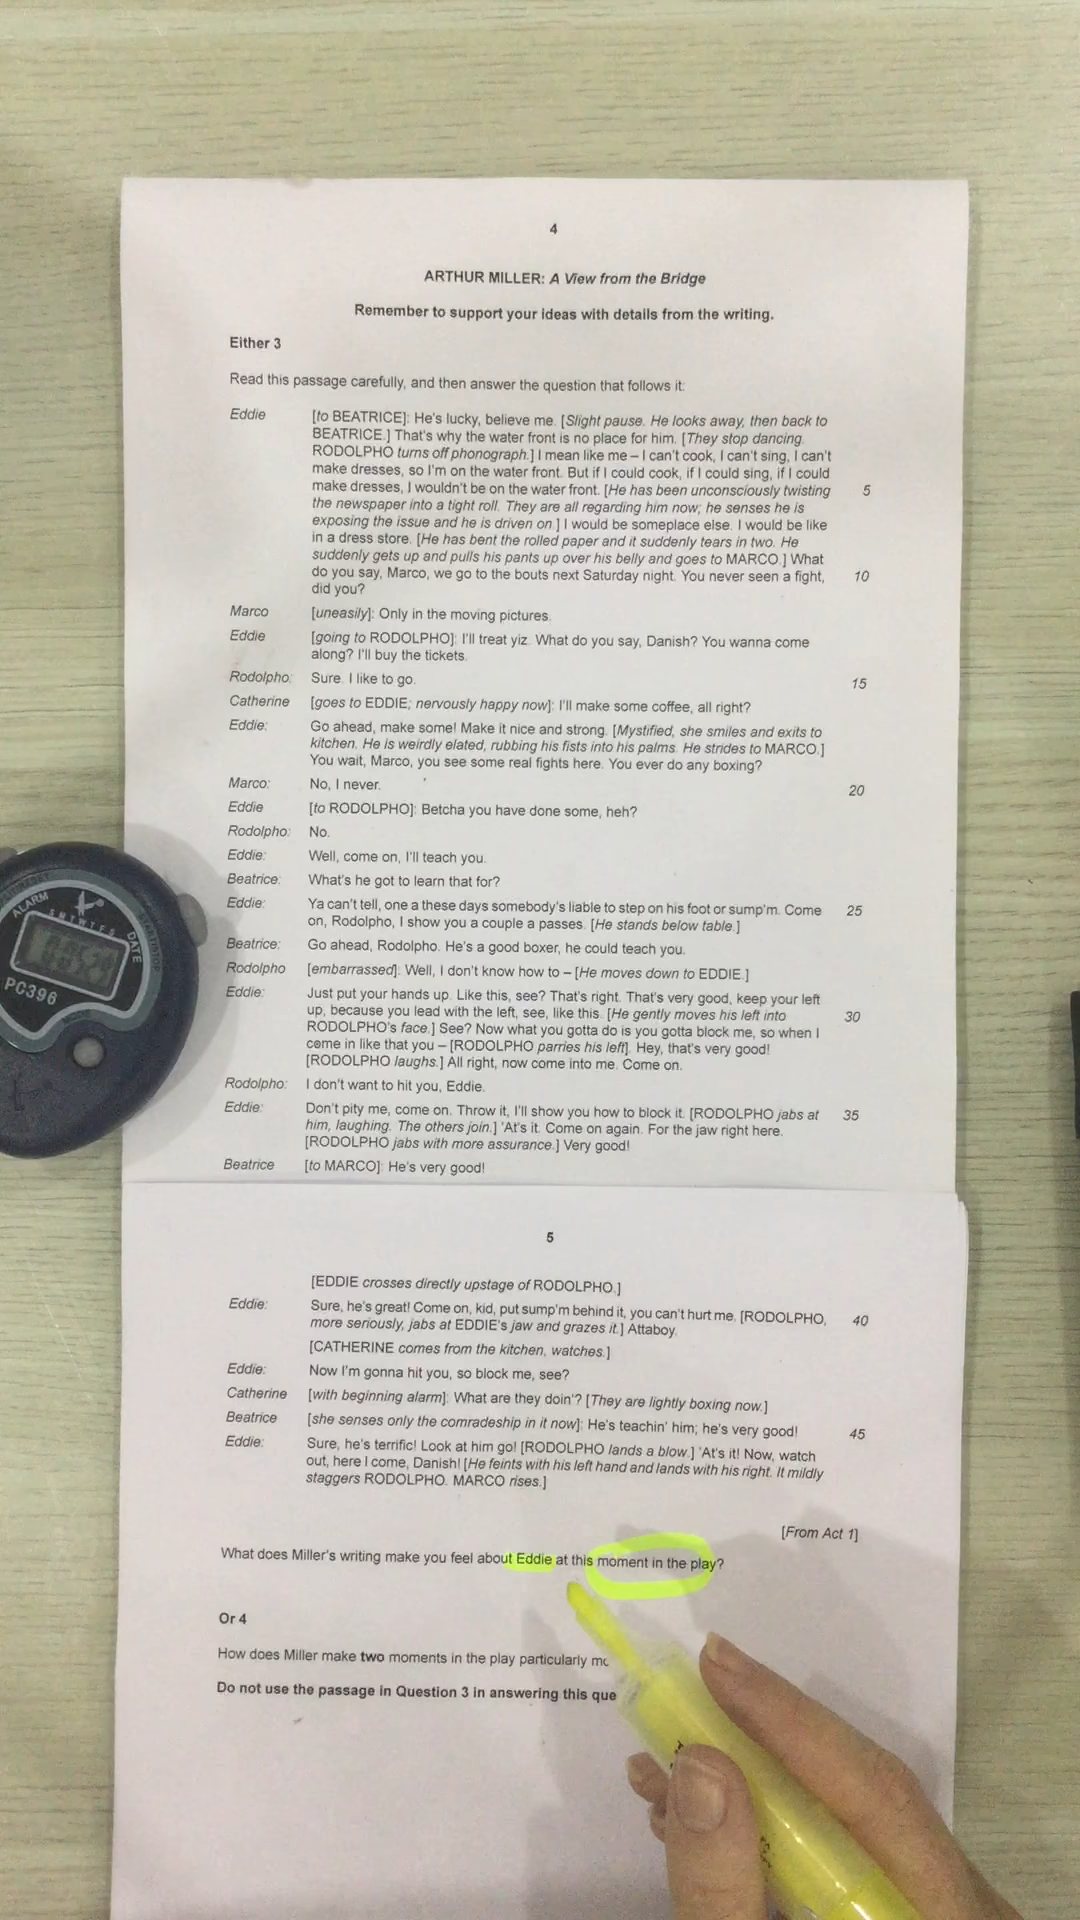 4
ARTHUR MILLER: A View from the Bridge
Remember to support your ideas with details from the writing.
Either 3
Read this passage carefully, and then answer the question that follows it:
Eddie [to BEATRICE]: He's lucky, believe me. [Slight pause. He looks away, then back to
BEATRICE.] That's why the water front is no place for him. [They stop dancing.
RODOLPHO turns off phonograph.] I mean like me – I can't cook, I can't sing, I can't
make dresses, so I'm on the water front. But if I could cook, if I could sing, if I could
make dresses, I wouldn't be on the water front. [He has been unconsciously twisting 5
the newspaper into a tight roll. They are all regarding him now; he senses he is
exposing the issue and he is driven on.] I would be someplace else. I would be like
in a dress store. [He has bent the rolled paper and it suddenly tears in two. He
suddenly gets up and pulls his pants up over his belly and goes to MARCO.] What
do you say, Marco, we go to the bouts next Saturday night. You never seen a fight, 10
did you?
Marco [uneasily]: Only in the moving pictures.
Eddie [going to RODOLPHO]: I'll treat yiz. What do you say, Danish? You wanna come
along? I'll buy the tickets.
Rodolpho: Sure. I like to go. 15
Catherine [goes to EDDIE; nervously happy now]: I'll make some coffee, all right?
Eddie: Go ahead, make some! Make it nice and strong. [Mystified, she smiles and exits to
kitchen. He is weirdly elated, rubbing his fists into his palms. He strides to MARCO.]
You wait, Marco, you see some real fights here. You ever do any boxing?
Marco: No, I never. 20
Eddie [to RODOLPHO]: Betcha you have done some, heh?
Rodolpho: No.
Eddie: Well, come on, I'll teach you.
Beatrice: What's he got to learn that for?
Eddie: Ya can't tell, one a these days somebody's liable to step on his foot or sump'm. Come 25
on, Rodolpho, I show you a couple a passes. [He stands below table.]
Beatrice: Go ahead, Rodolpho. He's a good boxer, he could teach you.
Rodolpho [embarrassed]: Well, I don't know how to – [He moves down to EDDIE.]
Eddie: Just put your hands up. Like this, see? That's right. That's very good, keep your left
up, because you lead with the left, see, like this. [He gently moves his left into 30
RODOLPHO's face.] See? Now what you gotta do is you gotta block me, so when I
come in like that you – [RODOLPHO parries his left]. Hey, that's very good!
[RODOLPHO laughs.] All right, now come into me. Come on.
Rodolpho: I don't want to hit you, Eddie.
Eddie: Don't pity me, come on. Throw it, I'll show you how to block it. [RODOLPHO jabs at 35
him, laughing. The others join.] 'At's it. Come on again. For the jaw right here.
[RODOLPHO jabs with more assurance.] Very good!
Beatrice [to MARCO]: He's very good!
5
[EDDIE crosses directly upstage of RODOLPHO.]
Eddie: Sure, he's great! Come on, kid, put sump'm behind it, you can't hurt me. [RODOLPHO, 40
more seriously, jabs at EDDIE's jaw and grazes it.] Attaboy.
[CATHERINE comes from the kitchen, watches.]
Eddie: Now I'm gonna hit you, so block me, see?
Catherine [with beginning alarm]: What are they doin'? [They are lightly boxing now.]
Beatrice [she senses only the comradeship in it now]: He's teachin' him; he's very good! 45
Eddie: Sure, he's terrific! Look at him go! [RODOLPHO lands a blow.] 'At's it! Now, watch
out, here I come, Danish! [He feints with his left hand and lands with his right. It mildly
staggers RODOLPHO. MARCO rises.]
[From Act 1]
What does Miller's writing make you feel about Eddie at this moment in the play?
Or 4
How does Miller make two moments in the play particularly
Do not use the passage in Question 3 in answering this
ALARM
S M T W T F S
DATE
PC396